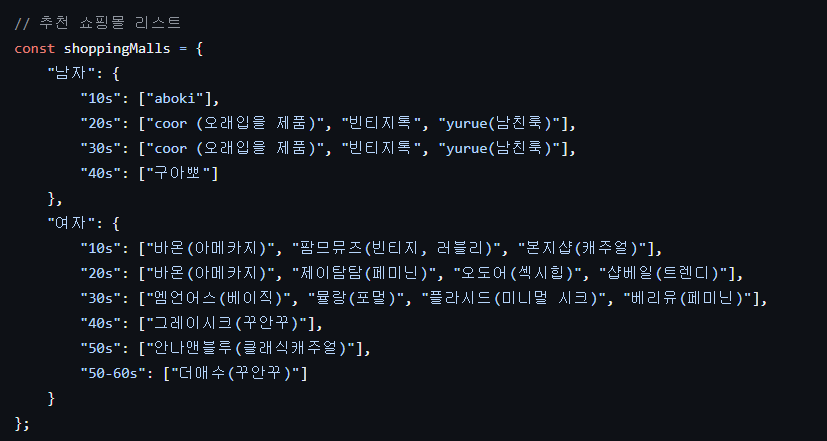 // 추천 쇼핑몰 리스트
const shoppingMalls = {
    "남자": {
        "10s": ["aboki"],
        "20s": ["coor (오래입을 제품)", "빈티지톡", "yurue(남친룩)"],
        "30s": ["coor (오래입을 제품)", "빈티지톡", "yurue(남친룩)"],
        "40s": ["구아뽀"]
    },
    "여자": {
        "10s": ["바온(아메카지)", "팜므뮤즈(빈티지, 러블리)", "본지샵(캐주얼)"],
        "20s": ["바온(아메카지)", "제이탐탐(페미닌)", "오도어(섹시힙)", "샵베일(트렌디)"],
        "30s": ["엠언어스(베이직)", "뮬랑(포멀)", "플라시드(미니멀 시크)", "베리유(페미닌)"],
        "40s": ["그레이시크(꾸안꾸)"],
        "50s": ["안나앤블루(클래식캐주얼)"],
        "50-60s": ["더애수(꾸안꾸)"]
    }
};